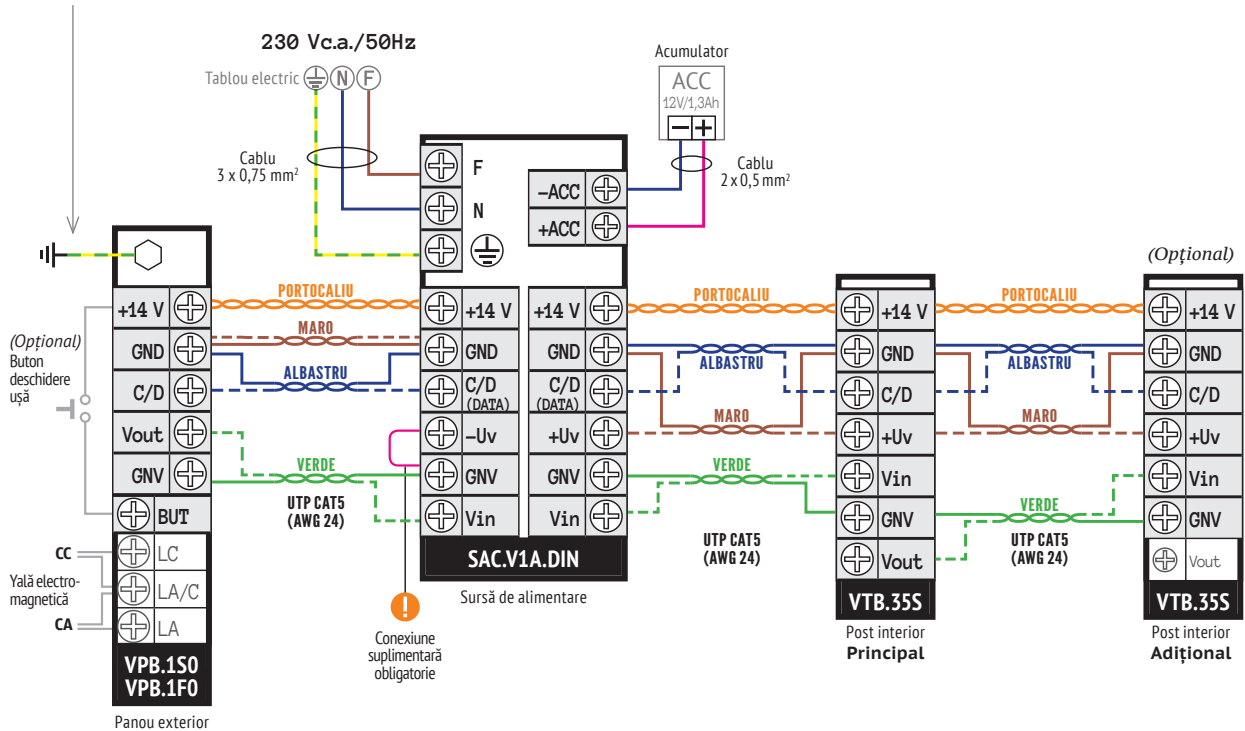 230 Vc.a./50Hz
Tablou electric
N
F
Cablu
3 x 0,75 mm²
Acumulator
ACC
12V/1,3Ah
− +
Cablu
2 x 0,5 mm²
F
N
–ACC
+ACC
(Opțional)
Buton
deschidere
ușă
+14 V
GND
C/D
Vout
GNV
BUT
LC
LA/C
LA
CC
Yală electro-
magnetică
CA
VPB.1S0
VPB.1F0
Panou exterior
PORTOCALIU
MARO
ALBASTRU
VERDE
UTP CAT5
(AWG 24)
+14 V
GND
C/D
(DATA)
–Uv
GNV
Vin
+14 V
GND
C/D
(DATA)
+Uv
GNV
Vin
SAC.V1A.DIN
Sursă de alimentare
!
Conexiune
suplimentară
obligatorie
PORTOCALIU
ALBASTRU
MARO
VERDE
UTP CAT5
(AWG 24)
+14 V
GND
C/D
+Uv
Vin
GNV
Vout
VTB.35S
Post interior
Principal
PORTOCALIU
ALBASTRU
MARO
VERDE
UTP CAT5
(AWG 24)
(Opțional)
+14 V
GND
C/D
+Uv
Vin
GNV
Vout
VTB.35S
Post interior
Adițional